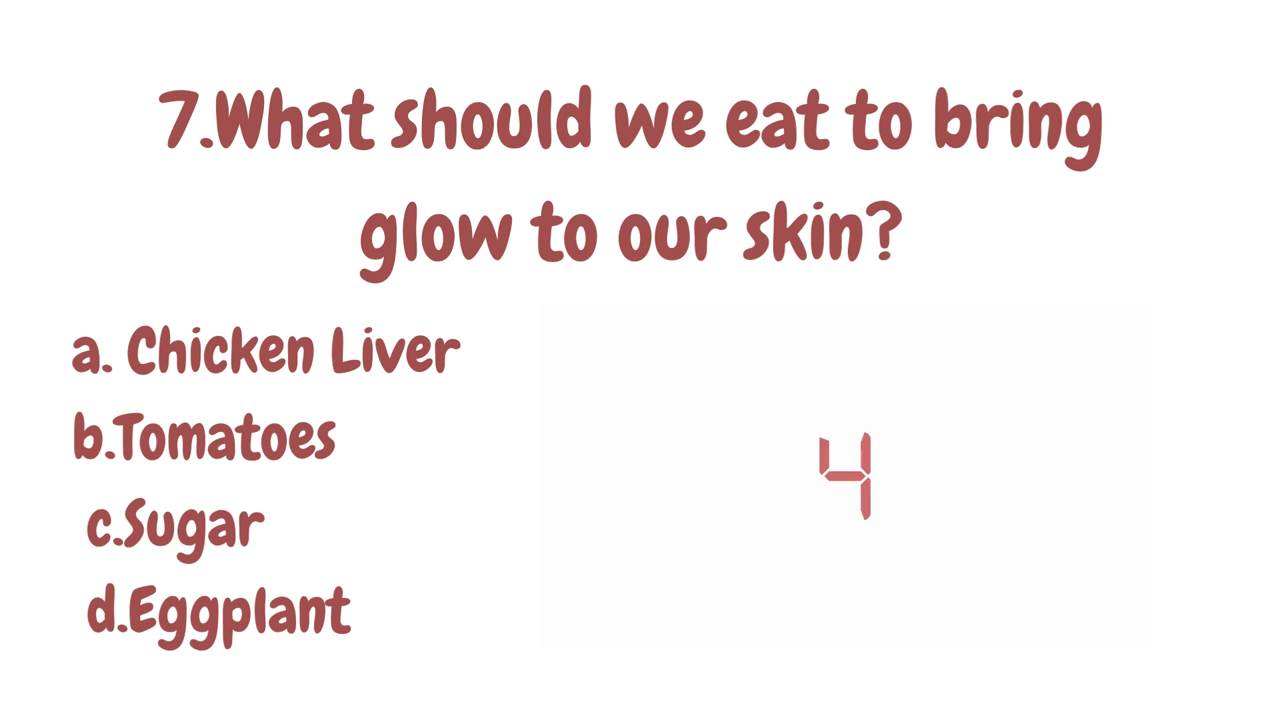 7.What should we eat to bring
glow to our skin?
a. Chicken Liver
b.Tomatoes
c.Sugar
d.Eggplant
4